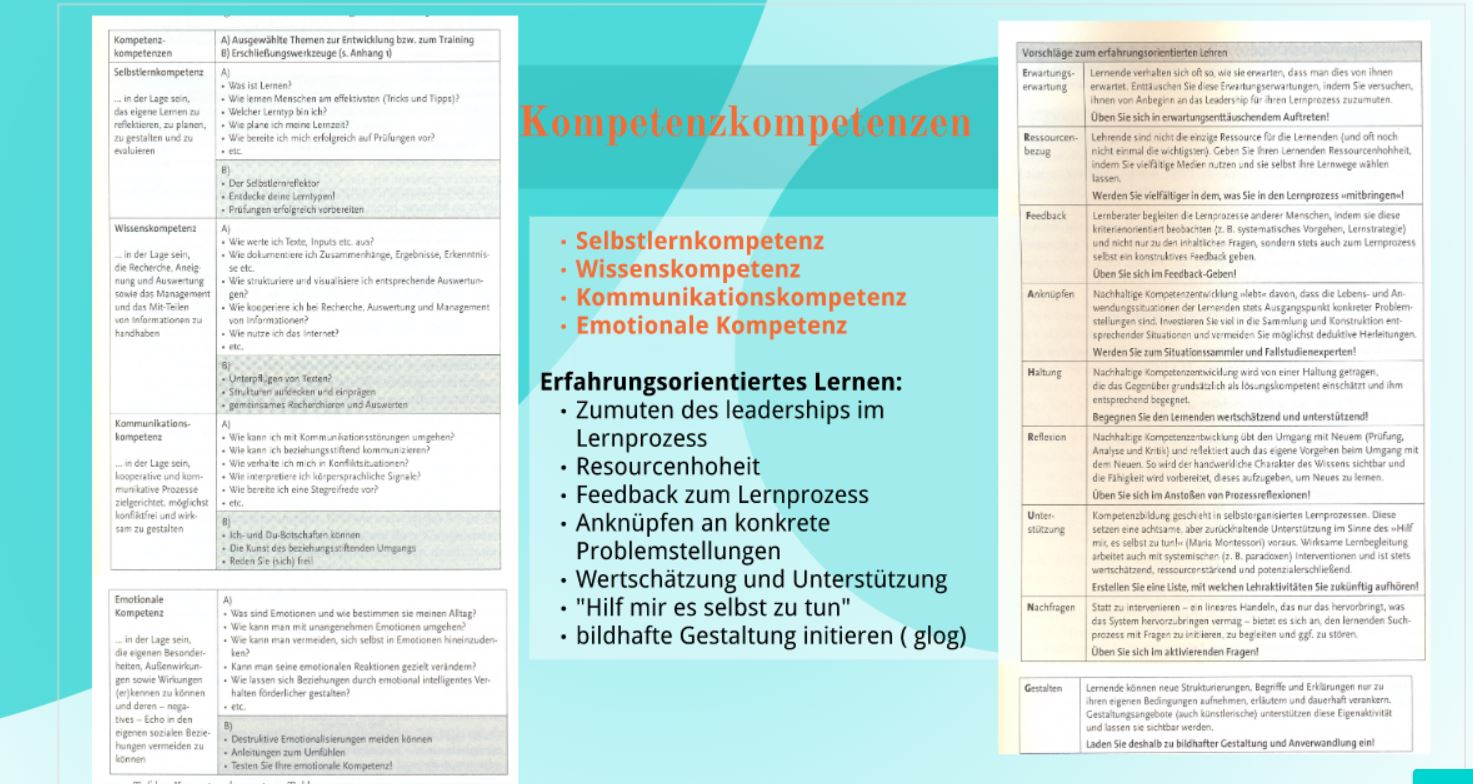 Kompetenz-
kompetenzen
A) Ausgewählte Themen zur Entwicklung bzw. zum Training
B) Erschließungswerkzeuge (s. Anhang 1)
Selbstlernkompetenz
... in der Lage sein,
das eigene Lernen zu
reflektieren, zu planen,
zu gestalten und zu
evaluieren
A)
• Was ist Lernen?
• Wie lernen Menschen am effektivsten (Tricks und Tipps)?
• Welcher Lerntyp bin ich?
• Wie plane ich meine Lernzeit?
• Wie bereite ich mich erfolgreich auf Prüfungen vor?
• etc.
B)
• Der Selbstlernreflektor
• Entdecke deine Lerntypen!
• Prüfungen erfolgreich vorbereiten
Wissenskompetenz
... in der Lage sein,
die Recherche, Aneig-
nung und Auswertung
sowie das Management
und das Mit-Teilen
von Informationen zu
handhaben
A)
• Wie werte ich Texte, Inputs etc. aus?
• Wie dokumentiere ich Zusammenhänge, Ergebnisse, Erkenntnis-
se etc.
• Wie strukturiere und visualisiere ich entsprechende Auswertun-
gen?
• Wie kooperiere ich bei Recherche, Auswertung und Management
von Informationen?
• Wie nutze ich das Internet?
• etc.
B)
• Unterpflügen von Texten?
• Strukturen aufdecken und einprägen
• gemeinsames Recherchieren und Auswerten
Kommunikations-
kompetenz
... in der Lage sein,
kooperative und kom-
munikative Prozesse
zielgerichtet, möglichst
konfliktfrei und wirk-
sam zu gestalten
A)
• Wie kann ich mit Kommunikationsstörungen umgehen?
• Wie kann ich beziehungsstiftend kommunizieren?
• Wie verhalte ich mich in Konfliktsituationen?
• Wie interpretiere ich körpersprachliche Signale?
• Wie bereite ich eine Stegreifrede vor?
• etc.
B)
• Ich- und Du-Botschaften können
• Die Kunst des beziehungsstiftenden Umgangs
• Reden Sie (sich) frei!
Emotionale
Kompetenz
... in der Lage sein,
die eigenen Besonder-
heiten, Außenwirkun-
gen sowie Wirkungen
(er)kennen zu können
und deren – nega-
tives – Echo in den
eigenen sozialen Bezie-
hungen vermeiden zu
können
A)
• Was sind Emotionen und wie bestimmen sie meinen Alltag?
• Wie kann man mit unangenehmen Emotionen umgehen?
• Wie kann man vermeiden, sich selbst in Emotionen hineinzuden-
ken?
• Kann man seine emotionalen Reaktionen gezielt verändern?
• Wie lassen sich Beziehungen durch emotional intelligentes Ver-
halten förderlicher gestalten?
• etc.
B)
• Destruktive Emotionalisierungen meiden können
• Anleitungen zum Umfühlen
• Testen Sie Ihre emotionale Kompetenz!
Kompetenzkompetenzen
• Selbstlernkompetenz
• Wissenskompetenz
• Kommunikationskompetenz
• Emotionale Kompetenz
Erfahrungsorientiertes Lernen:
• Zumuten des leaderships im
Lernprozess
• Resourcenhoheit
• Feedback zum Lernprozess
• Anknüpfen an konkrete
Problemstellungen
• Wertschätzung und Unterstützung
• "Hilf mir es selbst zu tun"
• bildhafte Gestaltung initieren ( glog)
Vorschläge zum erfahrungsorientierten Lehren
Erwartungs-
erwartung
Lernende verhalten sich oft so, wie sie erwarten, dass man dies von ihnen
erwartet. Enttäuschen Sie diese Erwartungserwartungen, indem Sie versuchen,
ihnen von Anbeginn an das Leadership für ihren Lernprozess zuzumuten.
Üben Sie sich in erwartungsenttäuschendem Auftreten!
Ressourcen-
bezug
Lehrende sind nicht die einzige Ressource für die Lernenden (und oft noch
nicht einmal die wichtigsten). Geben Sie Ihren Lernenden Ressourcenhohheit,
indem Sie vielfältige Medien nutzen und sie selbst ihre Lernwege wählen
lassen.
Werden Sie vielfältiger in dem, was Sie in den Lernprozess »mitbringen«!
Feedback
Lernberater begleiten die Lernprozesse anderer Menschen, indem sie diese
kriterienorientiert beobachten (z. B. systematisches Vorgehen, Lernstrategie)
und nicht nur zu den inhaltlichen Fragen, sondern stets auch zum Lernprozess
selbst ein konstruktives Feedback geben.
Üben Sie sich im Feedback-Geben!
Anknüpfen
Nachhaltige Kompetenzentwicklung »lebt« davon, dass die Lebens- und An-
wendungssituationen der Lernenden stets Ausgangspunkt konkreter Problem-
stellungen sind. Investieren Sie viel in die Sammlung und Konstruktion ent-
sprechender Situationen und vermeiden Sie möglichst deduktive Herleitungen.
Werden Sie zum Situationssammler und Fallstudienexperten!
Haltung
Nachhaltige Kompetenzentwicklung wird von einer Haltung getragen,
die das Gegenüber grundsätzlich als lösungskompetent einschätzt und ihm
entsprechend begegnet.
Begegnen Sie den Lernenden wertschätzend und unterstützend!
Reflexion
Nachhaltige Kompetenzentwicklung übt den Umgang mit Neuem (Prüfung,
Analyse und Kritik) und reflektiert auch das eigene Vorgehen beim Umgang mit
dem Neuen. So wird der handwerkliche Charakter des Wissens sichtbar und
die Fähigkeit wird vorbereitet, dieses aufzugeben, um Neues zu lernen.
Üben Sie sich im Anstoßen von Prozessreflexionen!
Unter-
stützung
Kompetenzbildung geschieht in selbstorganisierten Lernprozessen. Diese
setzen eine achtsame, aber zurückhaltende Unterstützung im Sinne des »Hilf
mir, es selbst zu tun!« (Maria Montessori) voraus. Wirksame Lernbegleitung
arbeitet auch mit systemischen (z. B. paradoxen) Interventionen und ist stets
wertschätzend, ressourcenstärkend und potenzialerschließend.
Erstellen Sie eine Liste, mit welchen Lehraktivitäten Sie zukünftig aufhören!
Nachfragen
Statt zu intervenieren – ein lineares Handeln, das nur das hervorbringt, was
das System hervorzubringen vermag – bietet es sich an, den lernenden Such-
prozess mit Fragen zu initiieren, zu begleiten und ggf. zu stören.
Üben Sie sich im aktivierenden Fragen!
Gestalten
Lernende können neue Strukturierungen, Begriffe und Erklärungen nur zu
ihren eigenen Bedingungen aufnehmen, erläutern und dauerhaft verankern.
Gestaltungsangebote (auch künstlerische) unterstützen diese Eigenaktivität
und lassen sie sichtbar werden.
Laden Sie deshalb zu bildhafter Gestaltung und Anverwandlung ein!